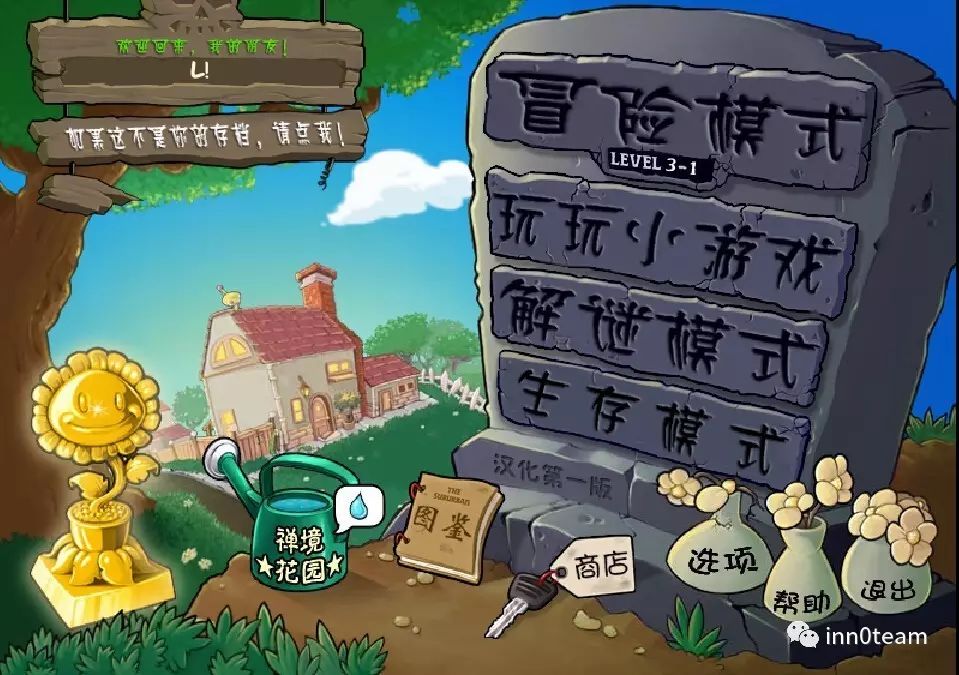 欢迎回来，我的朋友！
L!
如果这不是你的存档，请点我！
冒险模式
LEVEL 3-1
玩玩小游戏
解谜模式
生存模式
汉化第一版
THE
SUBURBAN
图鉴
禅境
花园
商店
选项
帮助
退出
inn0team